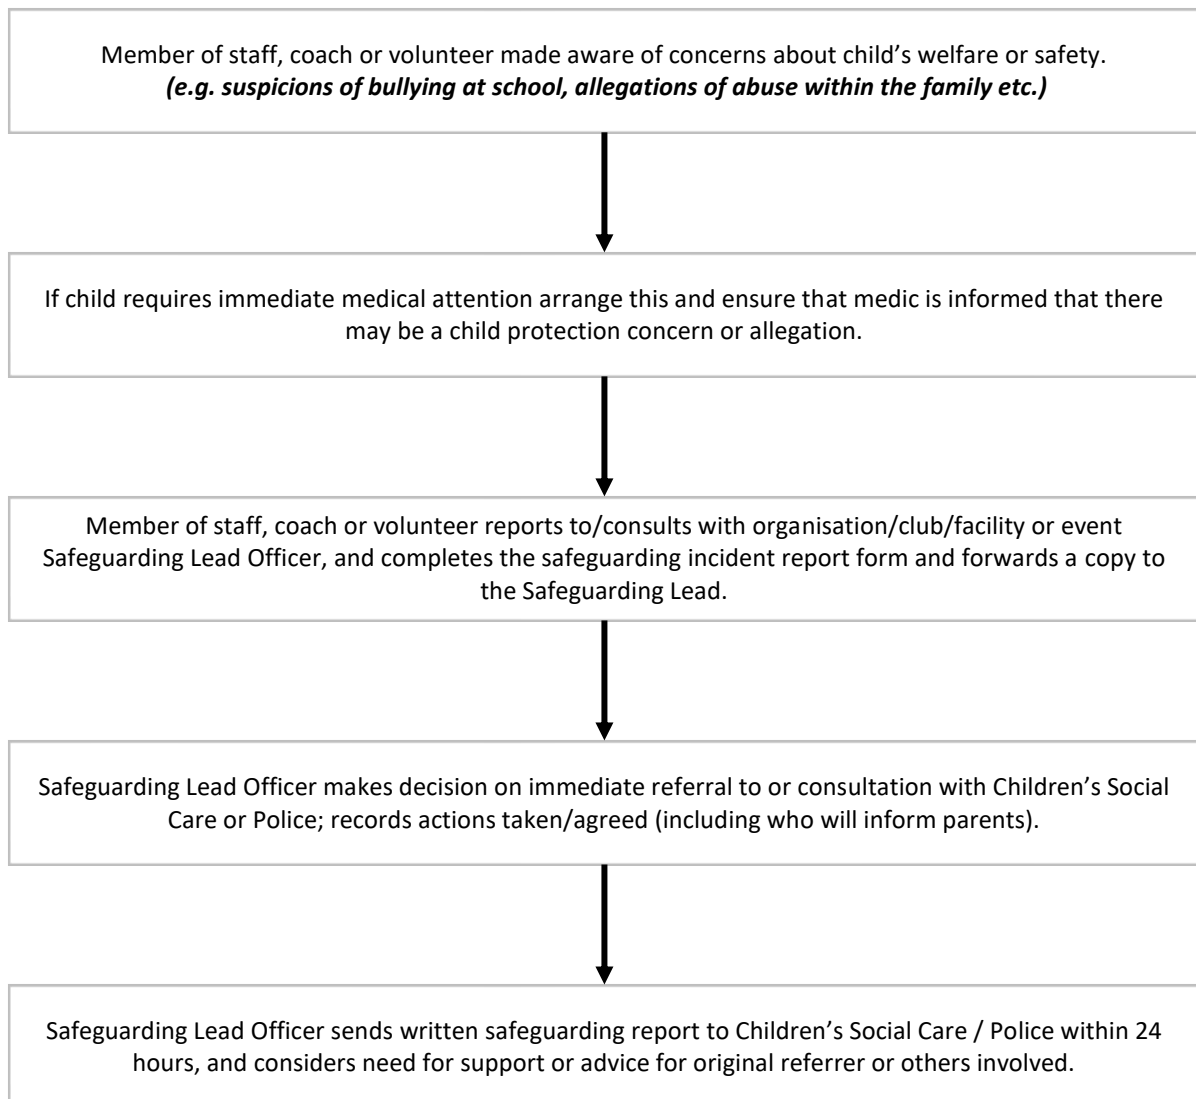 Member of staff, coach or volunteer made aware of concerns about child’s welfare or safety.
(e.g. suspicions of bullying at school, allegations of abuse within the family etc.)
If child requires immediate medical attention arrange this and ensure that medic is informed that there
may be a child protection concern or allegation.
Member of staff, coach or volunteer reports to/consults with organisation/club/facility or event
Safeguarding Lead Officer, and completes the safeguarding incident report form and forwards a copy to
the Safeguarding Lead.
Safeguarding Lead Officer makes decision on immediate referral to or consultation with Children’s Social
Care or Police; records actions taken/agreed (including who will inform parents).
Safeguarding Lead Officer sends written safeguarding report to Children’s Social Care / Police within 24
hours, and considers need for support or advice for original referrer or others involved.